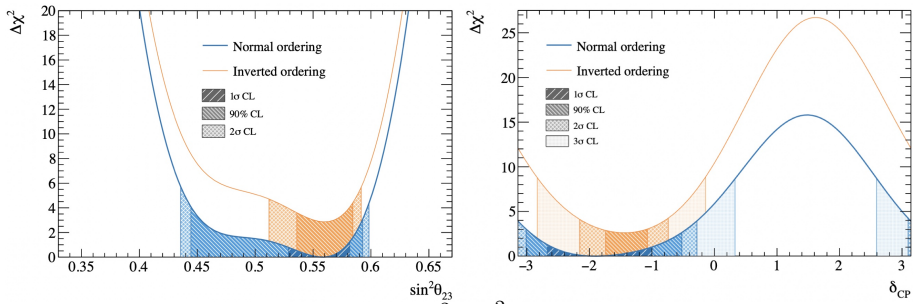 Δχ²
20
18
16
14
12
10
8
6
4
2
0
Normal ordering
Inverted ordering
1σ CL
90% CL
2σ CL
0.35 0.4 0.45 0.5 0.55 0.6 0.65
sin²θ₂₃
Δχ²
25
20
15
10
5
0
Normal ordering
Inverted ordering
1σ CL
90% CL
2σ CL
3σ CL
−3 −2 −1 0 1 2 3
δCP